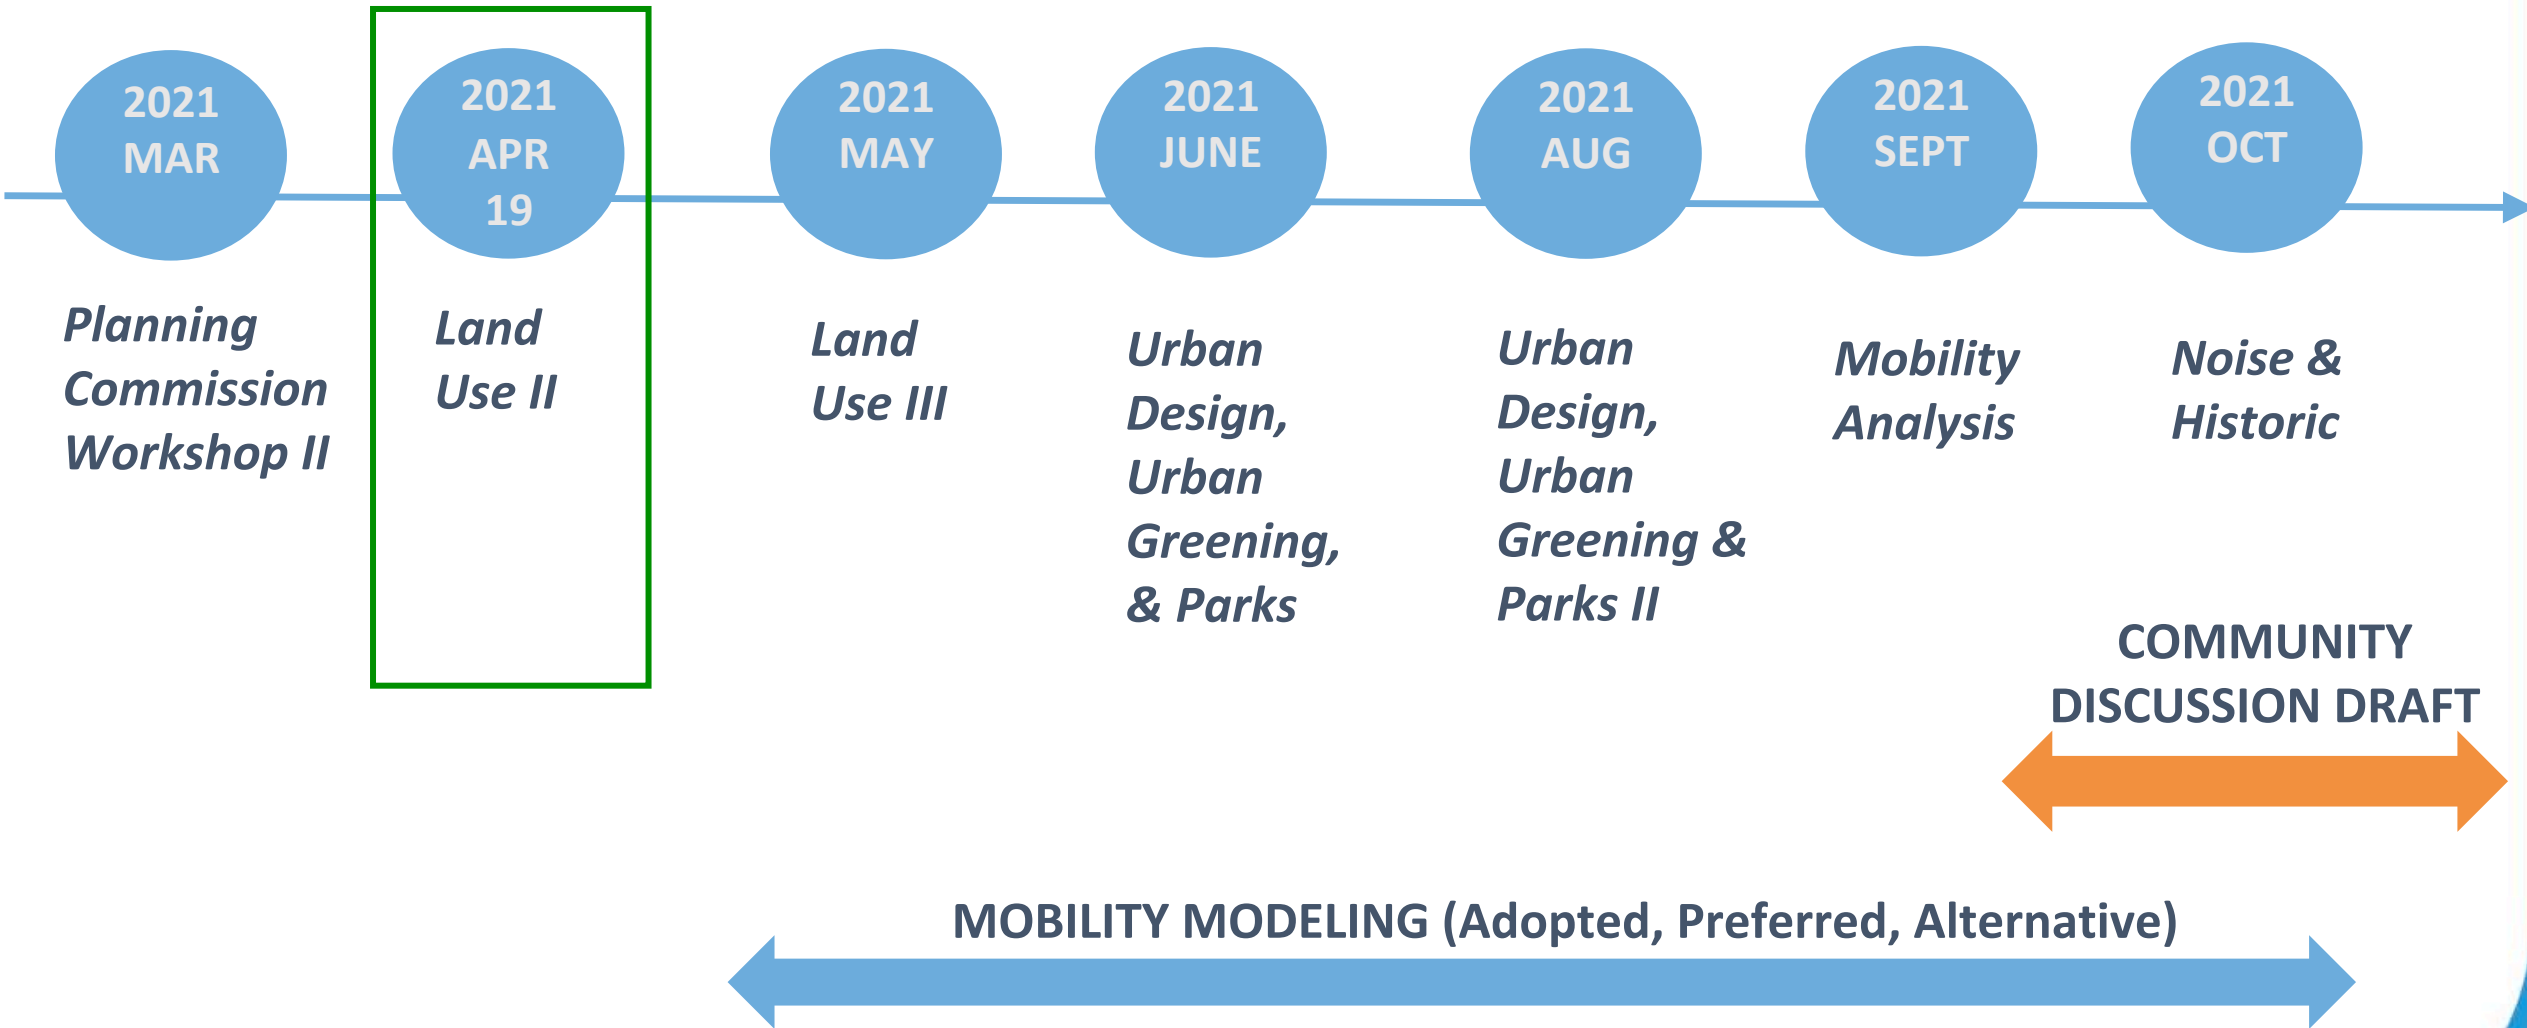 2021
MAR
2021
APR
19
2021
MAY
2021
JUNE
2021
AUG
2021
SEPT
2021
OCT
Planning
Commission
Workshop II
Land
Use II
Land
Use III
Urban
Design,
Urban
Greening,
& Parks
Urban
Design,
Urban
Greening &
Parks II
Mobility
Analysis
Noise &
Historic
COMMUNITY
DISCUSSION DRAFT
MOBILITY MODELING (Adopted, Preferred, Alternative)